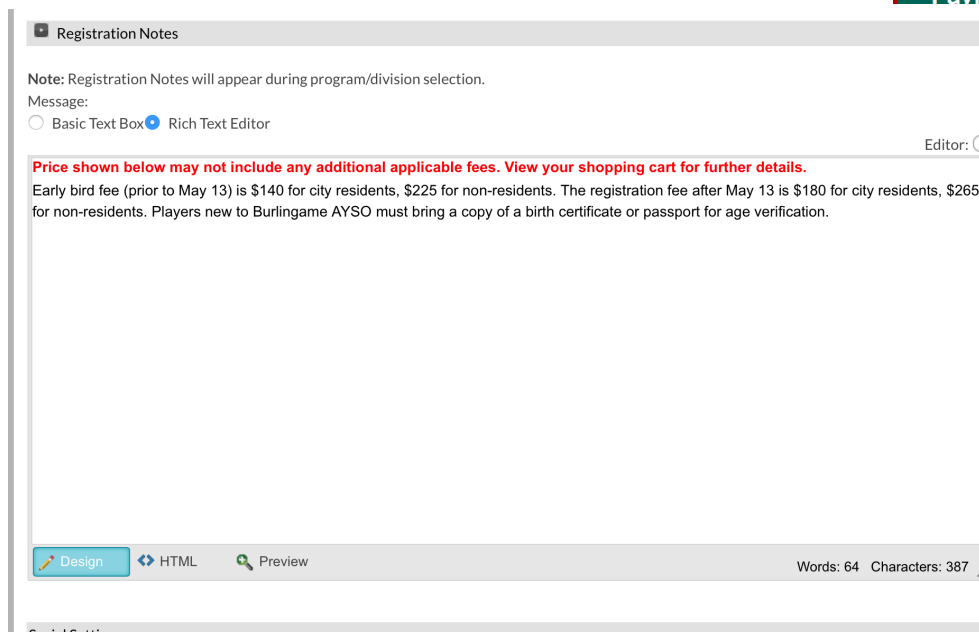 Registration Notes
Note: Registration Notes will appear during program/division selection.
Message:
Basic Text Box Rich Text Editor
Editor:
Price shown below may not include any additional applicable fees. View your shopping cart for further details.
Early bird fee (prior to May 13) is $140 for city residents, $225 for non-residents. The registration fee after May 13 is $180 for city residents, $265
for non-residents. Players new to Burlingame AYSO must bring a copy of a birth certificate or passport for age verification.
Design HTML Preview
Words: 64 Characters: 387